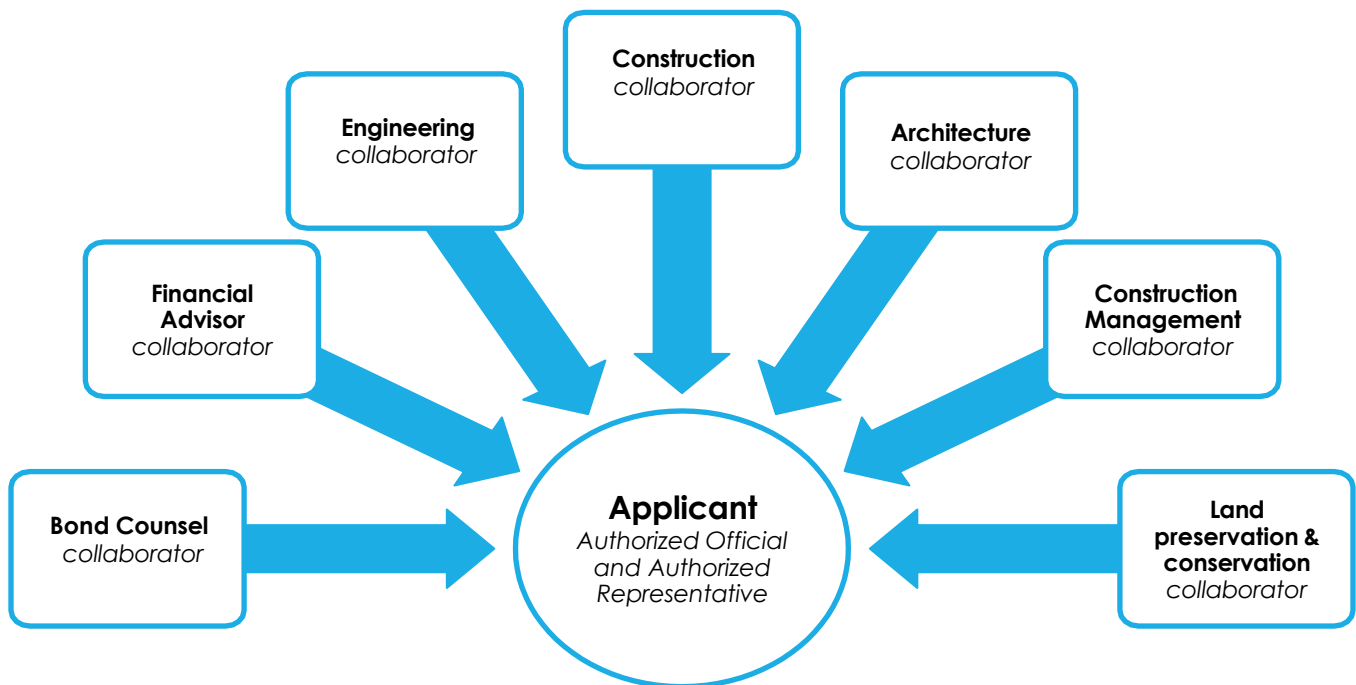 Construction
collaborator
Engineering
collaborator
Architecture
collaborator
Financial
Advisor
collaborator
Construction
Management
collaborator
Bond Counsel
collaborator
Applicant
Authorized Official
and Authorized
Representative
Land
preservation &
conservation
collaborator